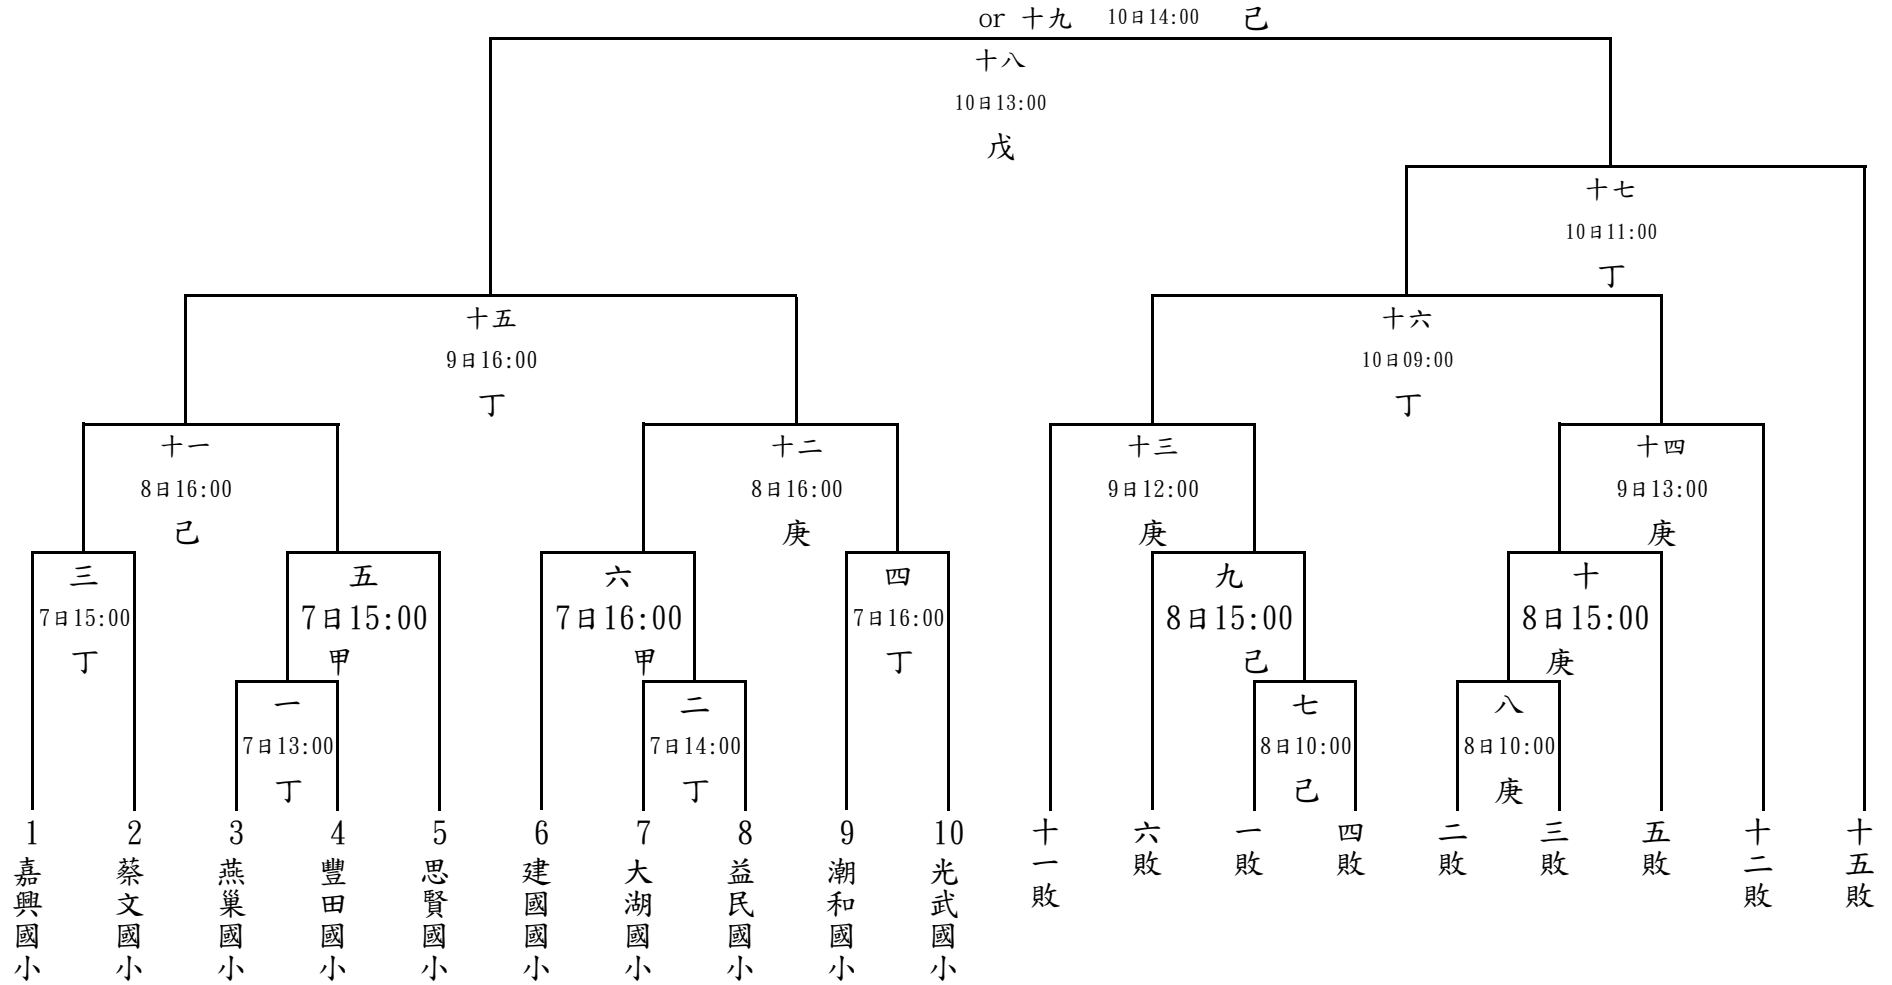 or 十九 10日14:00 己
十八
10日13:00
戊
十七
10日11:00
丁
十五
9日16:00
丁
十六
10日09:00
丁
十一
8日16:00
己
十二
8日16:00
庚
十三
9日12:00
庚
十四
9日13:00
庚
三
7日15:00
丁
五
7日15:00
甲
六
7日16:00
甲
四
7日16:00
丁
九
8日15:00
己
十
8日15:00
庚
一
7日13:00
丁
二
7日14:00
丁
七
8日10:00
己
八
8日10:00
庚
1
嘉興國小
2
蔡文國小
3
燕巢國小
4
豐田國小
5
思賢國小
6
建國國小
7
大湖國小
8
益民國小
9
潮和國小
10
光武國小
十一敗
六敗
一敗
四敗
二敗
三敗
五敗
十二敗
十五敗